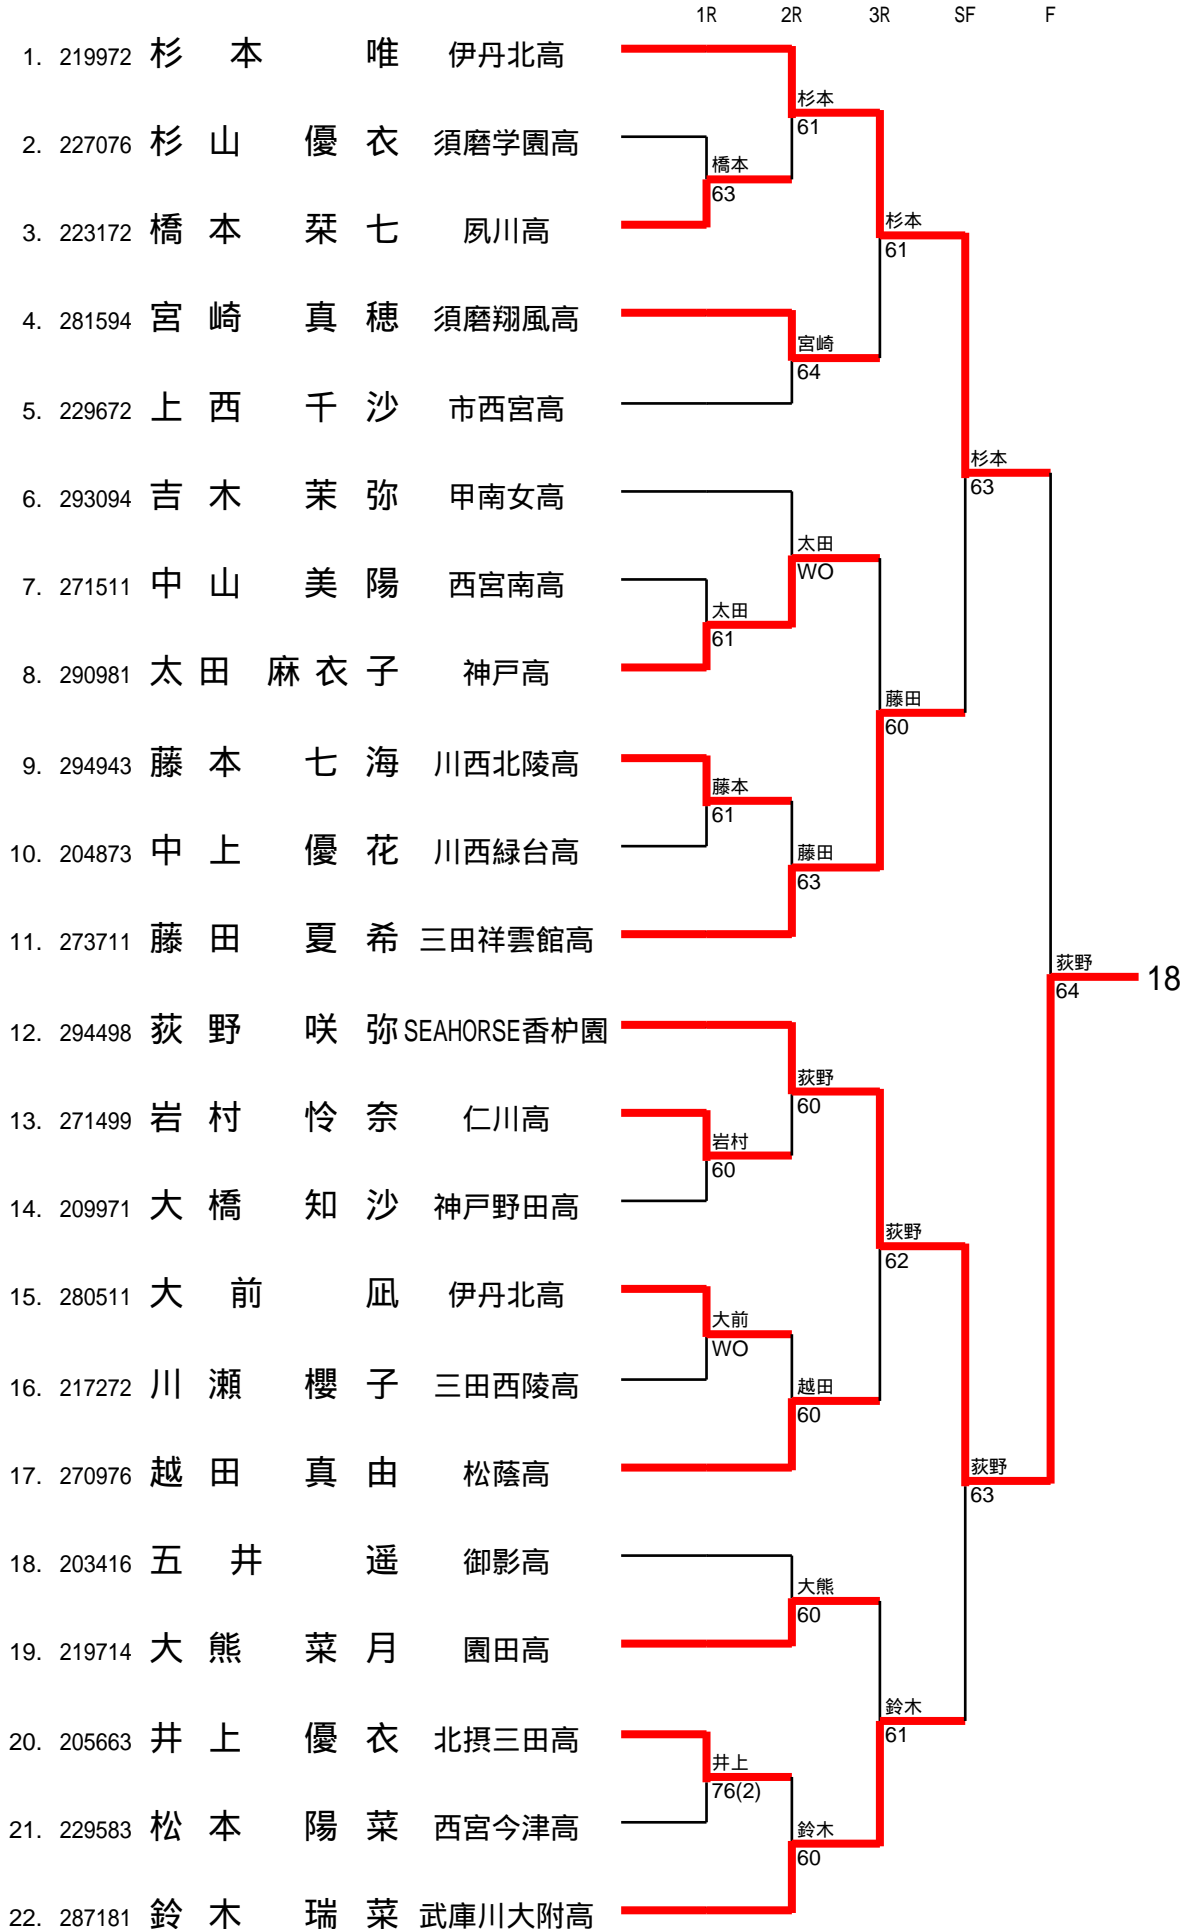 1R 2R 3R SF F
1. 219972 杉本 唯 伊丹北高
杉本
61
2. 227076 杉山 優衣 須磨学園高
橋本
63
3. 223172 橋本 栞七 夙川高
杉本
61
4. 281594 宮崎 真穂 須磨翔風高
宮崎
64
5. 229672 上西 千沙 市西宮高
杉本
63
6. 293094 吉木 茉弥 甲南女高
太田
WO
7. 271511 中山 美陽 西宮南高
太田
61
8. 290981 太田 麻衣子 神戸高
藤田
60
9. 294943 藤本 七海 川西北陵高
藤本
61
10. 204873 中上 優花 川西緑台高
藤田
63
11. 273711 藤田 夏希 三田祥雲館高
荻野
64
18
12. 294498 荻野 咲弥 SEAHORSE香枦園
荻野
60
13. 271499 岩村 怜奈 仁川高
岩村
60
14. 209971 大橋 知沙 神戸野田高
荻野
62
15. 280511 大前 凪 伊丹北高
大前
WO
16. 217272 川瀬 櫻子 三田西陵高
越田
60
17. 270976 越田 真由 松蔭高
荻野
63
18. 203416 五井 遥 御影高
大熊
60
19. 219714 大熊 菜月 園田高
鈴木
61
20. 205663 井上 優衣 北摂三田高
井上
76(2)
21. 229583 松本 陽菜 西宮今津高
鈴木
60
22. 287181 鈴木 瑞菜 武庫川大附高